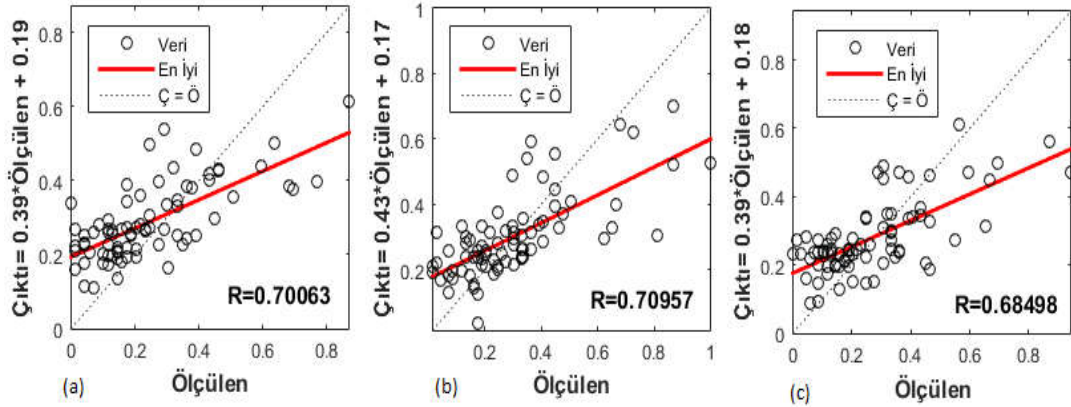 Çıktı= 0.39*Ölçülen + 0.19
0.8
0.6
0.4
0.2
0
Veri
En İyi
Ç = Ö
R=0.70063
0 0.2 0.4 0.6 0.8
(a) Ölçülen
Çıktı= 0.43*Ölçülen + 0.17
1
0.8
0.6
0.4
0.2
Veri
En İyi
Ç = Ö
R=0.70957
0.2 0.4 0.6 0.8 1
(b) Ölçülen
Çıktı= 0.39*Ölçülen + 0.18
0.8
0.6
0.4
0.2
0
Veri
En İyi
Ç = Ö
R=0.68498
0 0.2 0.4 0.6 0.8
(c) Ölçülen